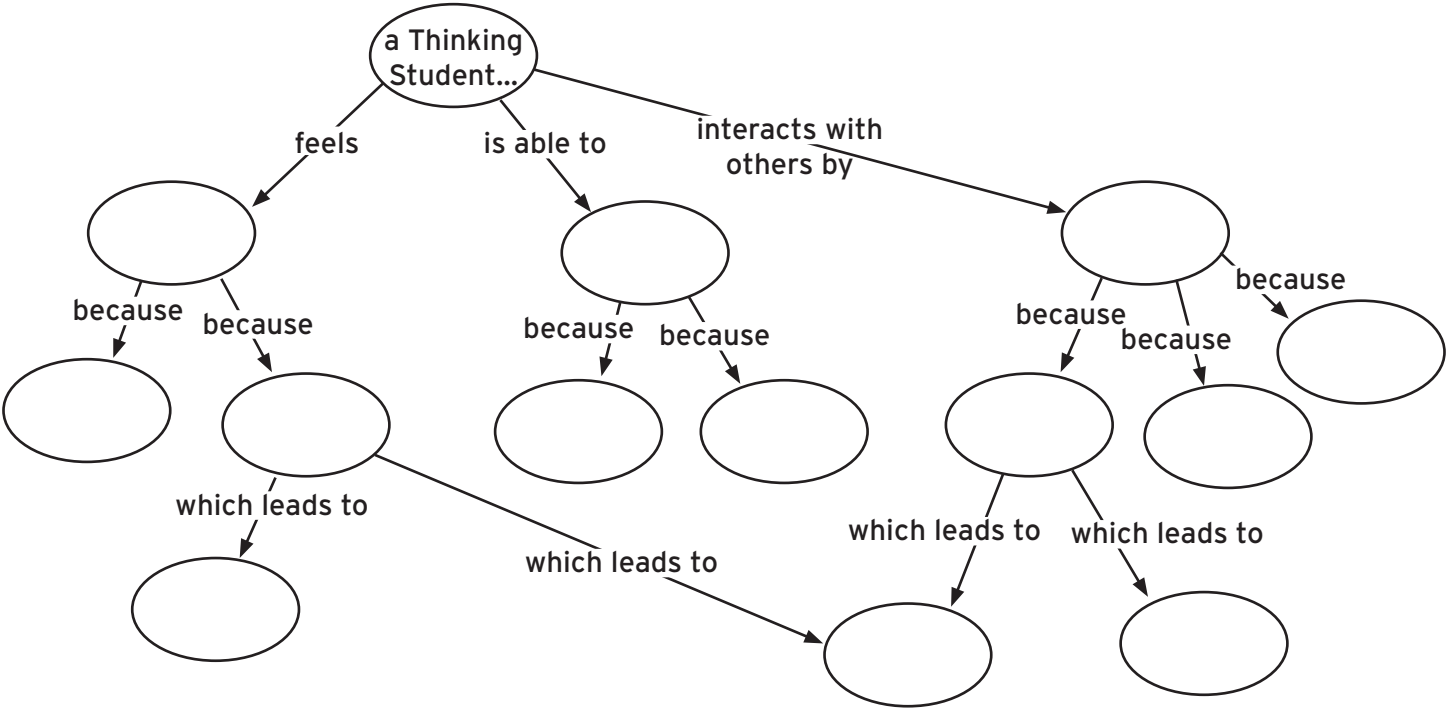 a Thinking
Student...
feels
is able to
interacts with
others by
because
because
because
because
because
because
because
which leads to
which leads to
which leads to
which leads to